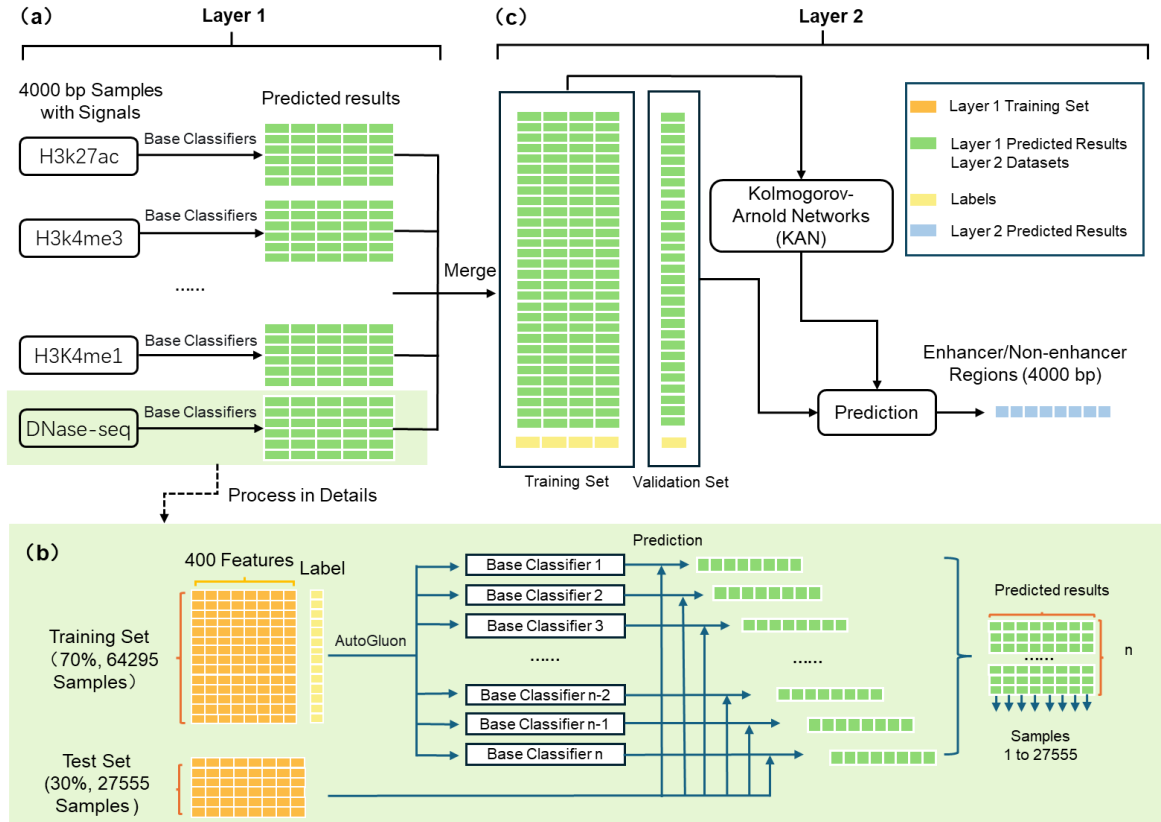 (a)
Layer 1
4000 bp Samples
with Signals
Predicted results
H3k27ac
Base Classifiers
H3k4me3
Base Classifiers
......
H3K4me1
Base Classifiers
DNase-seq
Base Classifiers
Merge
Process in Details
(c)
Layer 2
Training Set
Validation Set
Kolmogorov-
Arnold Networks
(KAN)
Prediction
Enhancer/Non-enhancer
Regions (4000 bp)
Layer 1 Training Set
Layer 1 Predicted Results
Layer 2 Datasets
Labels
Layer 2 Predicted Results
(b)
400 Features
Label
Training Set
(70%, 64295
Samples)
Test Set
(30%, 27555
Samples )
AutoGluon
Prediction
Base Classifier 1
Base Classifier 2
Base Classifier 3
......
......
Base Classifier n-2
Base Classifier n-1
Base Classifier n
Predicted results
......
n
Samples
1 to 27555